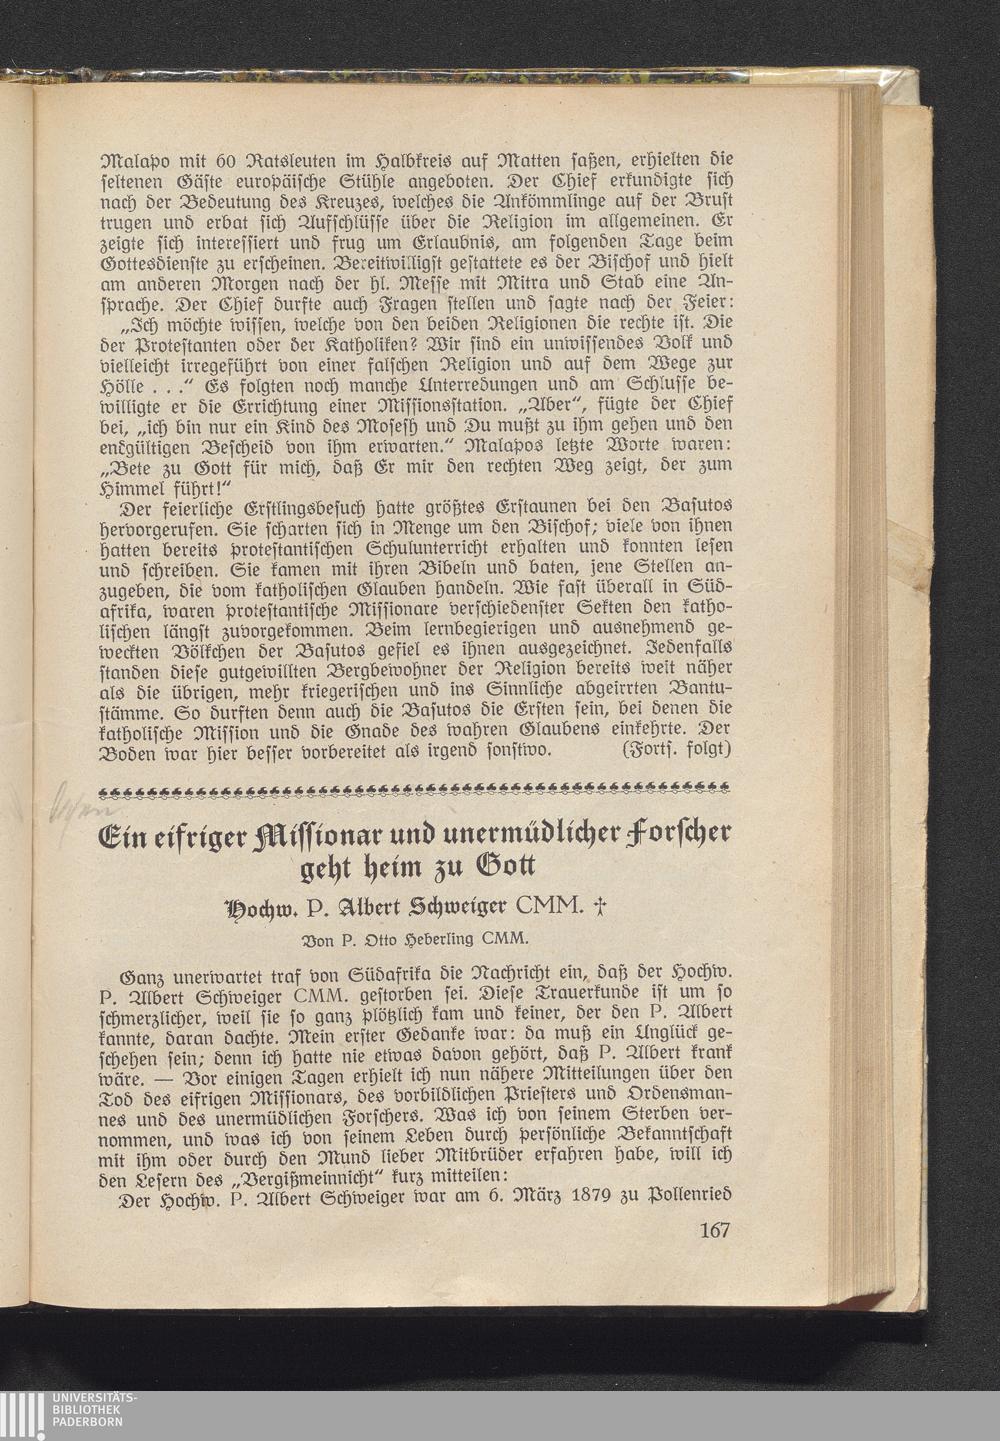 Malapo mit 60 Ratsleuten im Halbkreis auf Matten saßen, erhielten die
seltenen Gäste europäische Stühle angeboten. Der Chief erkundigte sich
nach der Bedeutung des Kreuzes, welches die Ankömmlinge auf der Brust
trugen und erbat sich Aufschlüsse über die Religion im allgemeinen. Er
zeigte sich interessiert und frug um Erlaubnis, am folgenden Tage beim
Gottesdienste zu erscheinen. Bereitwilligst gestattete es der Bischof und hielt
am anderen Morgen nach der hl. Messe mit Mitra und Stab eine An-
sprache. Der Chief durfte auch Fragen stellen und sagte nach der Feier:
„Ich möchte wissen, welche von den beiden Religionen die rechte ist. Die
der Protestanten oder der Katholiken? Wir sind ein unwissendes Volk und
vielleicht irregeführt von einer falschen Religion und auf dem Wege zur
Hölle . . .“ Es folgten noch manche Unterredungen und am Schlusse be-
willigte er die Errichtung einer Missionsstation. „Aber“, fügte der Chief
bei, „ich bin nur ein Kind des Mosesh und Du mußt zu ihm gehen und den
endgültigen Bescheid von ihm erwarten.“ Malapos letzte Worte waren:
„Bete zu Gott für mich, daß Er mir den rechten Weg zeigt, der zum
Himmel führt!“
Der feierliche Erstlingsbesuch hatte größtes Erstaunen bei den Basutos
hervorgerufen. Sie scharten sich in Menge um den Bischof; viele von ihnen
hatten bereits protestantischen Schulunterricht erhalten und konnten lesen
und schreiben. Sie kamen mit ihren Bibeln und baten, jene Stellen an-
zugeben, die vom katholischen Glauben handeln. Wie fast überall in Süd-
afrika, waren protestantische Missionare verschiedenster Sekten den katho-
lischen längst zuvorgekommen. Beim lernbegierigen und ausnehmend ge-
weckten Völkchen der Basutos gefiel es ihnen ausgezeichnet. Jedenfalls
standen diese gutgewillten Bergbewohner der Religion bereits weit näher
als die übrigen, mehr kriegerischen und ins Sinnliche abgeirrten Bantu-
stämme. So durften denn auch die Basutos die Ersten sein, bei denen die
katholische Mission und die Gnade des wahren Glaubens einkehrte. Der
Boden war hier besser vorbereitet als irgend sonstwo. (Forts. folgt)
Ein eifriger Missionar und unermüdlicher Forscher
geht heim zu Gott
Hochw. P. Albert Schweiger CMM. †
Von P. Otto Heberling CMM.
Ganz unerwartet traf von Südafrika die Nachricht ein, daß der Hochw.
P. Albert Schweiger CMM. gestorben sei. Diese Trauerkunde ist um so
schmerzlicher, weil sie so ganz plötzlich kam und keiner, der den P. Albert
kannte, daran dachte. Mein erster Gedanke war: da muß ein Unglück ge-
schehen sein; denn ich hatte nie etwas davon gehört, daß P. Albert krank
wäre. — Vor einigen Tagen erhielt ich nun nähere Mitteilungen über den
Tod des eifrigen Missionars, des vorbildlichen Priesters und Ordensman-
nes und des unermüdlichen Forschers. Was ich von seinem Sterben ver-
nommen, und was ich von seinem Leben durch persönliche Bekanntschaft
mit ihm oder durch den Mund lieber Mitbrüder erfahren habe, will ich
den Lesern des „Vergißmeinnicht“ kurz mitteilen:
Der Hochw. P. Albert Schweiger war am 6. März 1879 zu Pollenried
167
UNIVERSITÄTS-
BIBLIOTHEK
PADERBORN